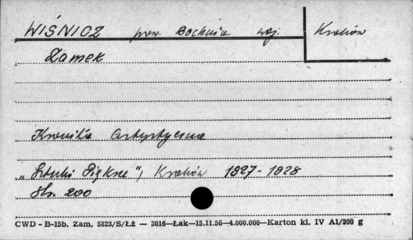 WIŚNICZ pow. Bochnia woj. Kraków
Zamek
Kronika Artystyczna
"Sztuki Piękne", Kraków 1927-1928
Str. 200
CWD - B-15b. Zam. 5823/S/Łż — 3016—Łak—15.11.56—4.000.000—Karton kl. IV A1/200 g